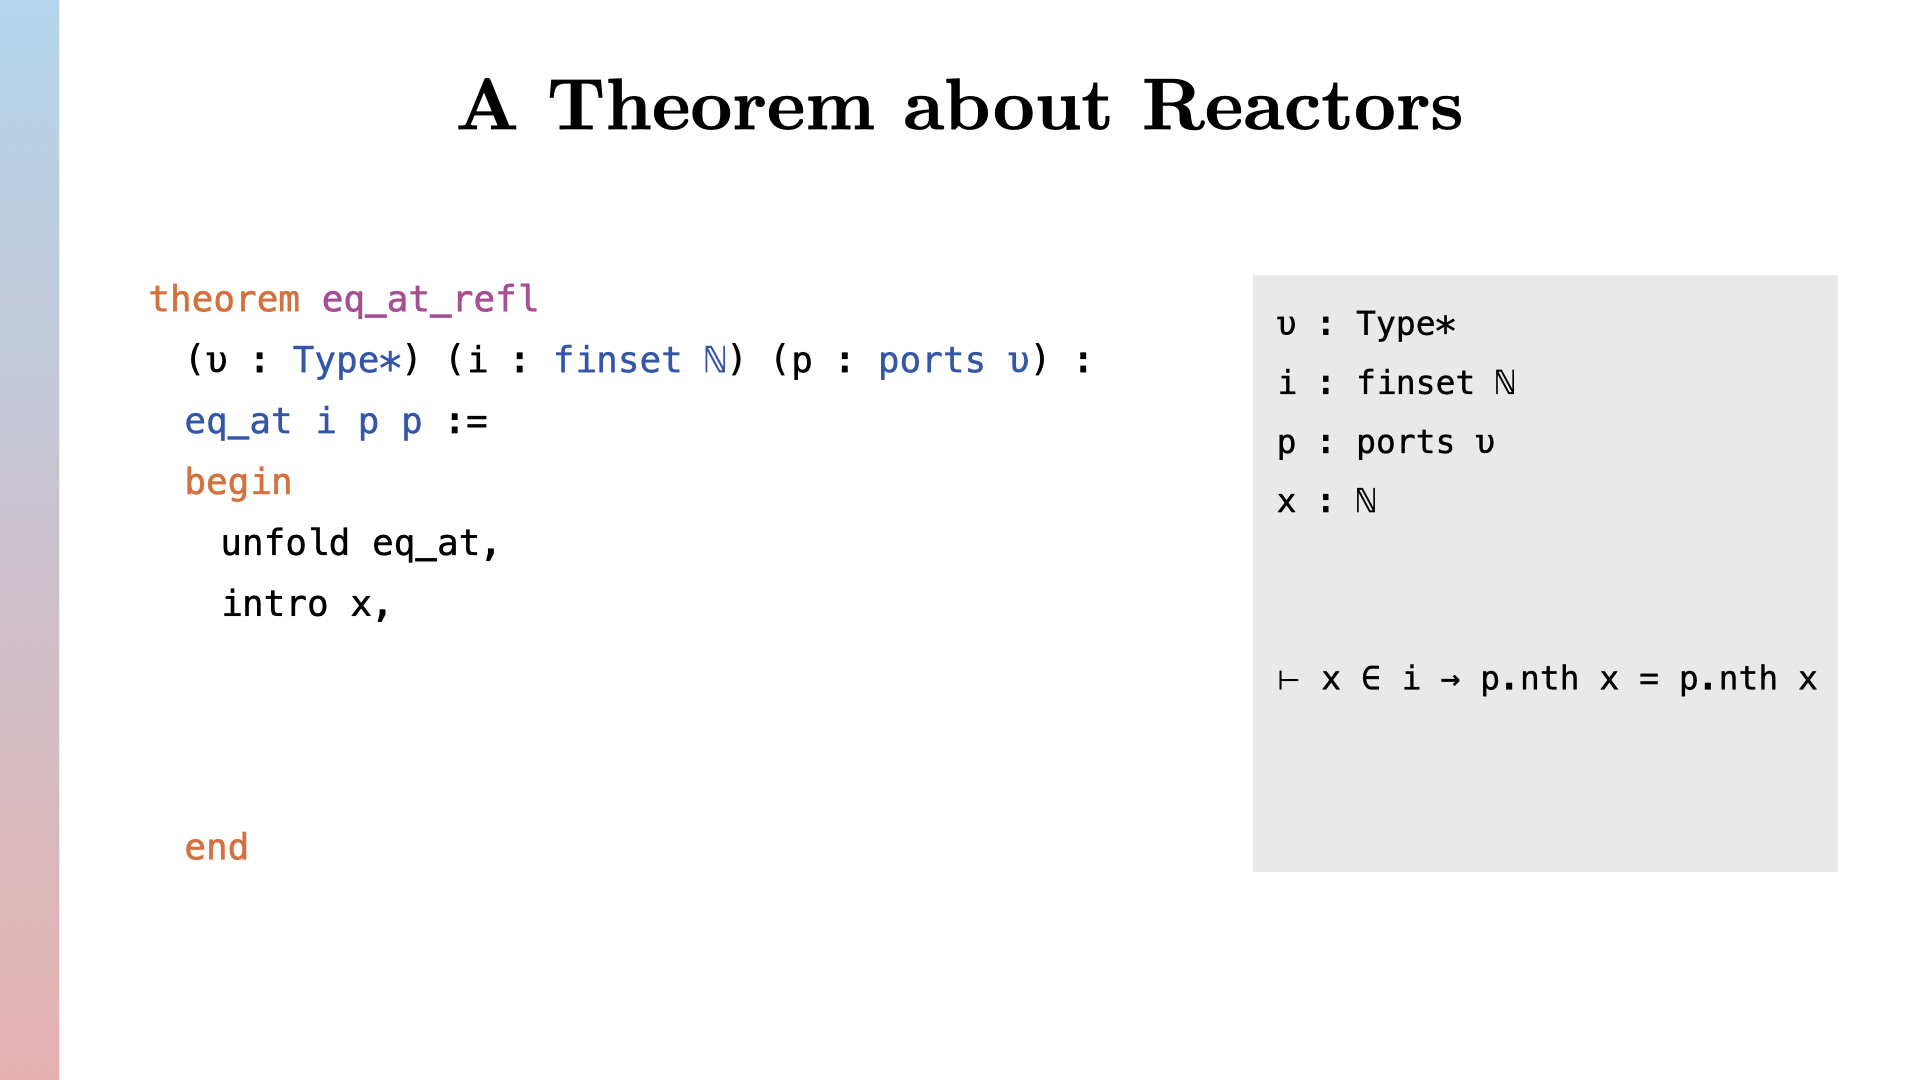 A Theorem about Reactors
theorem eq_at_refl
(υ : Type*) (i : finset ℕ) (p : ports υ) :
eq_at i p p :=
begin
unfold eq_at,
intro x,
end
υ : Type*
i : finset ℕ
p : ports υ
x : ℕ
⊢ x ∈ i → p.nth x = p.nth x